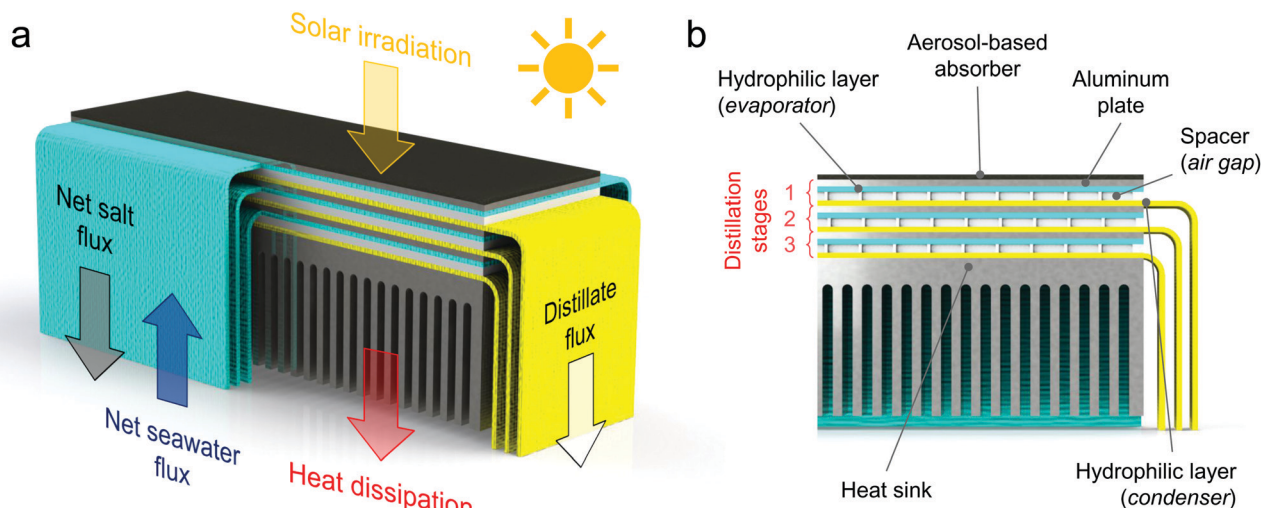 a
Solar irradiation
Net salt
flux
Net seawater
flux
Heat dissipation
Distillate
flux
b
Aerosol-based
absorber
Hydrophilic layer
(evaporator)
Aluminum
plate
Spacer
(air gap)
Distillation
stages
1
2
3
Heat sink
Hydrophilic layer
(condenser)